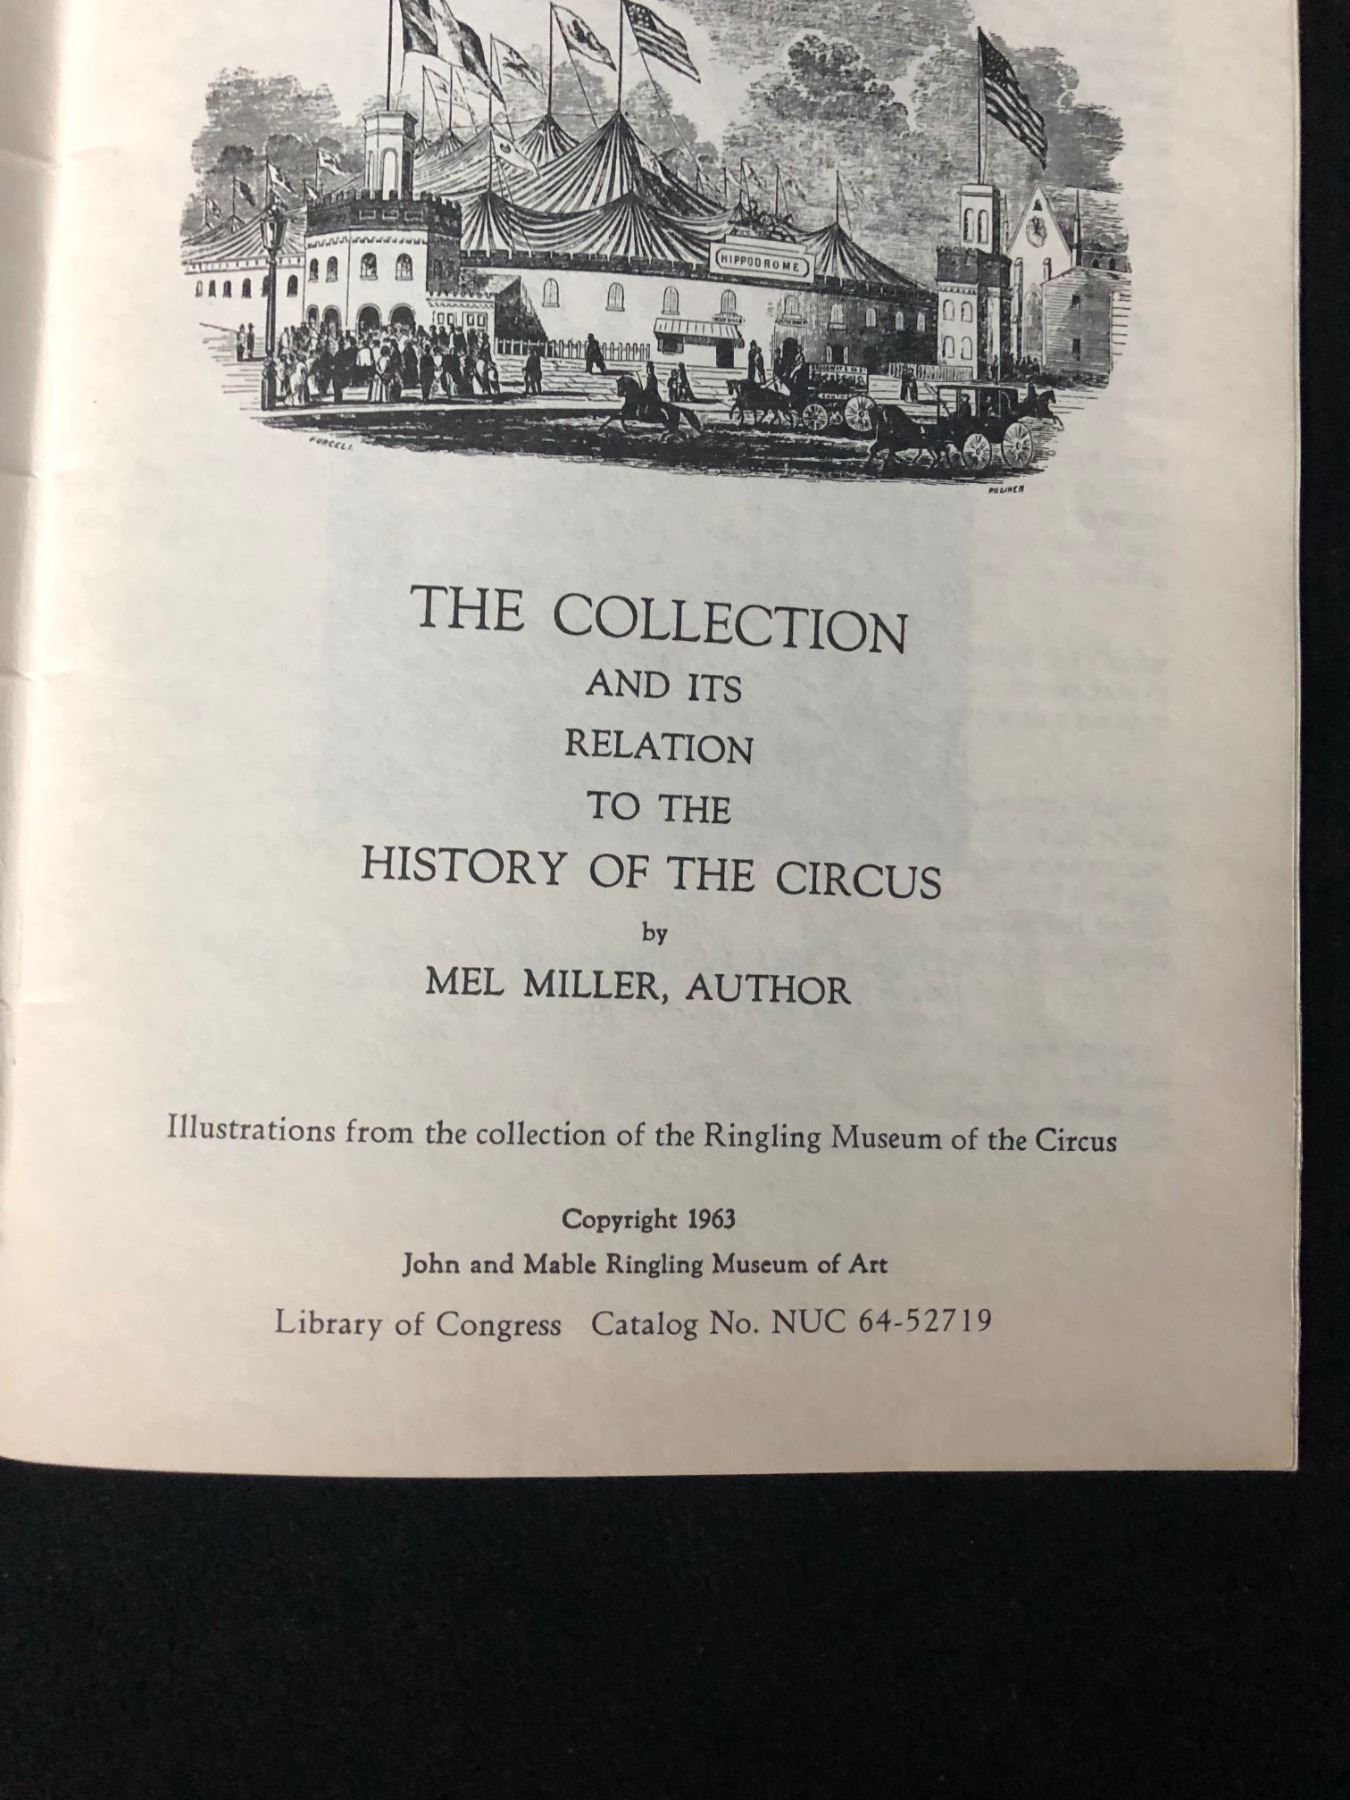 HIPPODROME
PURCELL
THE COLLECTION
AND ITS
RELATION
TO THE
HISTORY OF THE CIRCUS
by
MEL MILLER, AUTHOR
Illustrations from the collection of the Ringling Museum of the Circus
Copyright 1963
John and Mable Ringling Museum of Art
Library of Congress Catalog No. NUC 64-52719